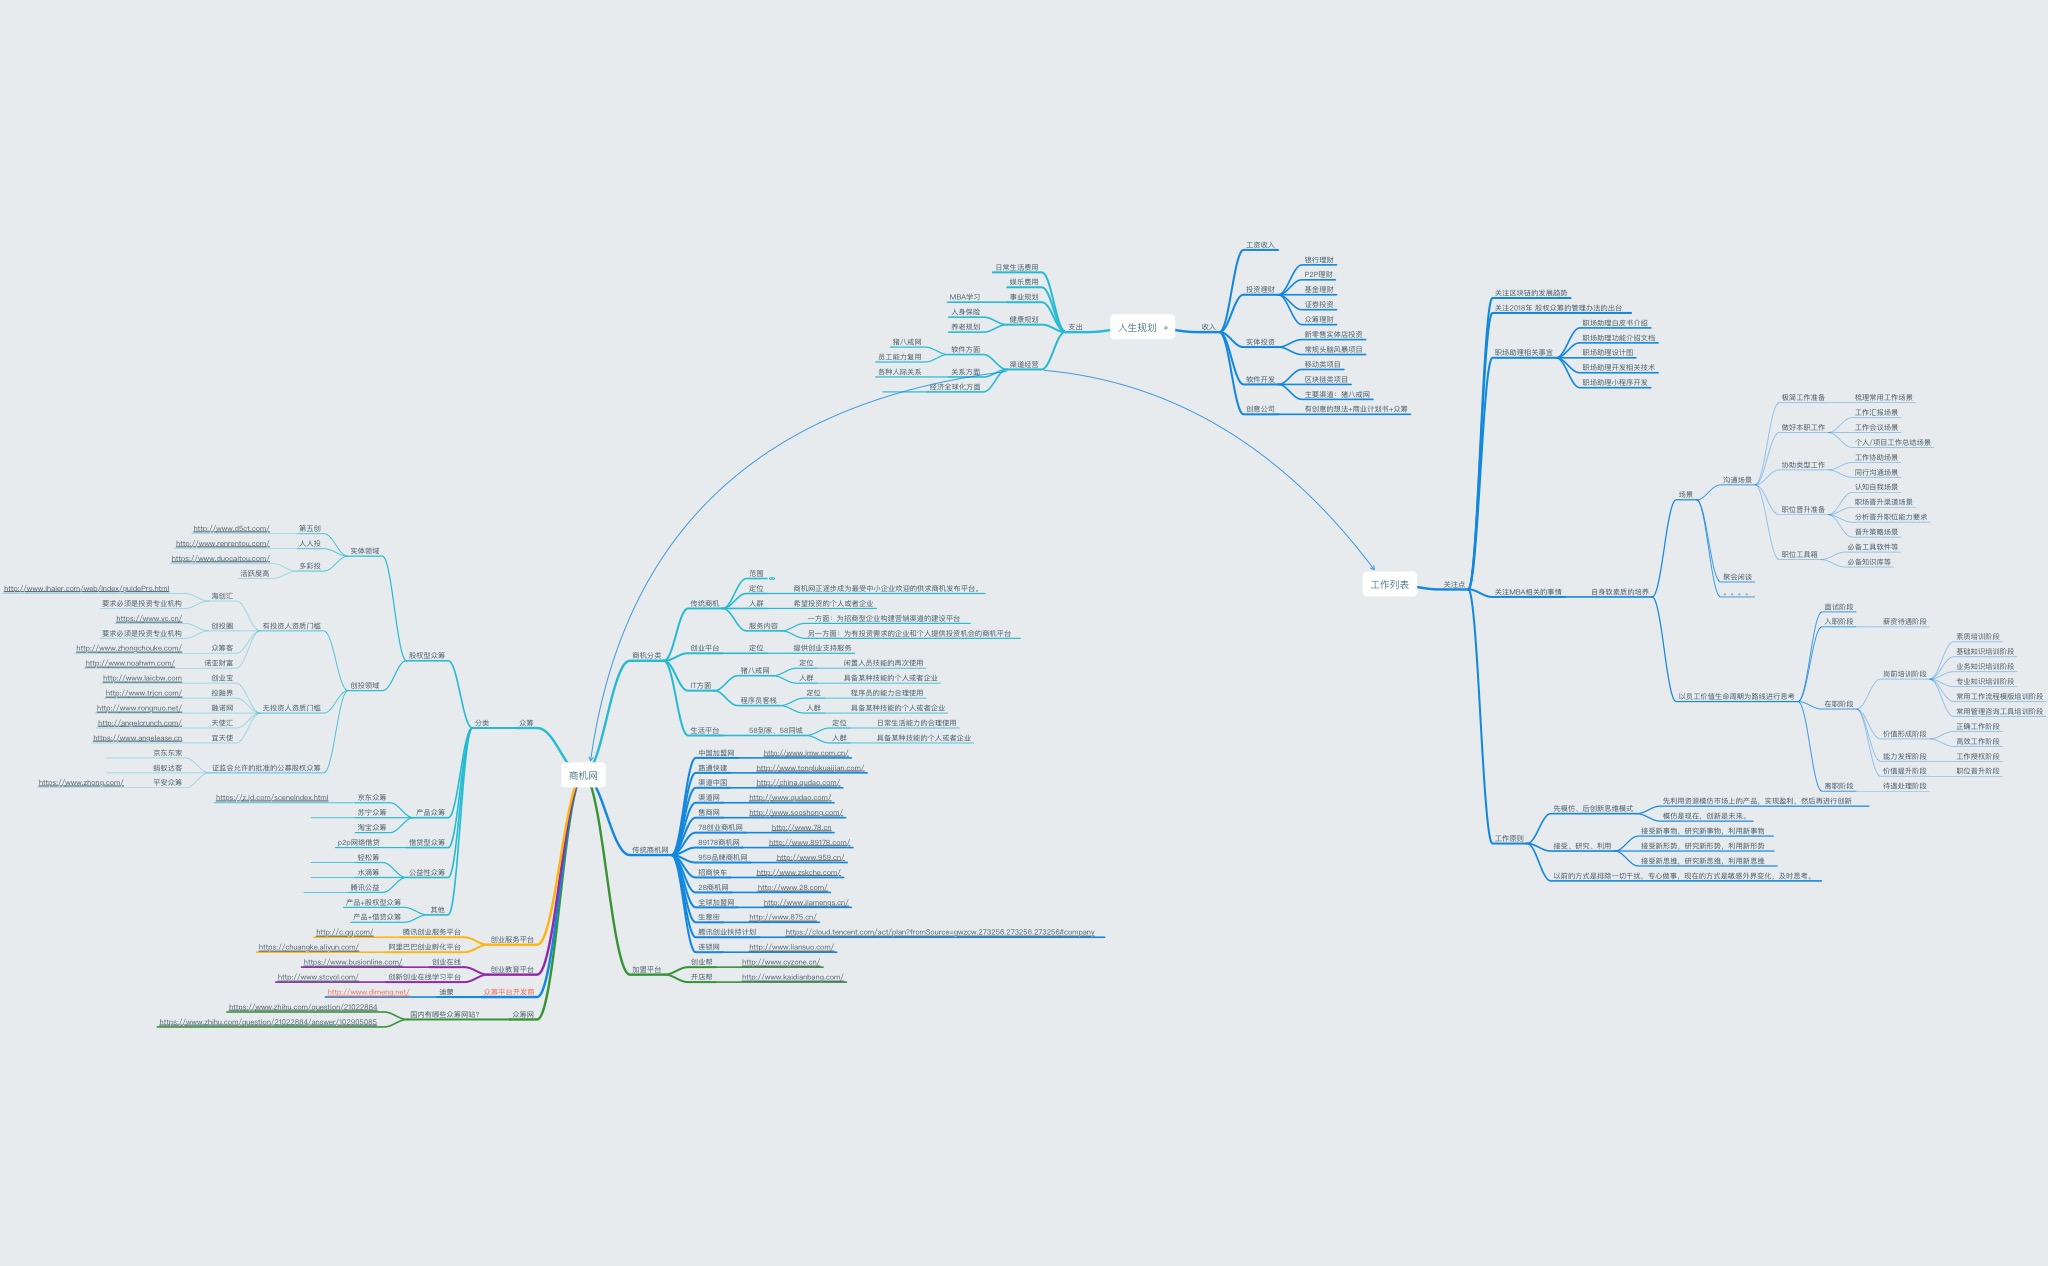 人生规划
支出
日常生活费用
娱乐费用
事业规划
MBA学习
健康规划
人身保险
养老规划
渠道经营
软件方面
猪八戒网
员工能力复用
关系方面
各种人际关系
经济全球化方面
收入
工资收入
投资理财
银行理财
P2P理财
基金理财
证券投资
众筹理财
实体投资
新零售实体店投资
常规头脑风暴项目
软件开发
移动类项目
区块链类项目
主要渠道：猪八戒网
创意公司
有创意的想法+商业计划书+众筹
工作列表
关注点
关注区块链的发展趋势
关注2018年 股权众筹的管理办法的出台
职场助理相关事宜
职场助理白皮书介绍
职场助理功能介绍文档
职场助理设计图
职场助理开发相关技术
职场助理小程序开发
关注MBA相关的事情
自身软素质的培养
场景
沟通场景
极简工作准备
梳理常用工作场景
做好本职工作
工作汇报场景
工作会议场景
个人/项目工作总结场景
协助类型工作
工作协助场景
同行沟通场景
职位晋升准备
认知自我场景
职场晋升渠道场景
分析晋升职位能力要求
晋升策略场景
职位工具箱
必备工具软件等
必备知识库等
聚会闲谈
。。。。
以员工价值生命周期为路线进行思考
面试阶段
入职阶段
薪资待遇阶段
在职阶段
岗前培训阶段
素质培训阶段
基础知识培训阶段
业务知识培训阶段
专业知识培训阶段
常用工作流程模版培训阶段
常用管理咨询工具培训阶段
价值形成阶段
正确工作阶段
高效工作阶段
能力发挥阶段
工作授权阶段
价值提升阶段
职位晋升阶段
离职阶段
待遇处理阶段
工作原则
先模仿、后创新思维模式
先利用资源模仿市场上的产品，实现盈利，然后再进行创新
模仿是现在，创新是未来。
接受、研究、利用
接受新事物，研究新事物，利用新事物
接受新形势，研究新形势，利用新形势
接受新思维，研究新思维，利用新思维
以前的方式是排除一切干扰，专心做事，现在的方式是敏感外界变化，及时思考。
商机网
商机分类
传统商机
范围
定位
商机网正逐步成为最受中小企业欢迎的供求商机发布平台。
人群
希望投资的个人或者企业
服务内容
一方面：为招商型企业构建营销渠道的建设平台
另一方面：为有投资需求的企业和个人提供投资机会的商机平台
创业平台
定位
提供创业支持服务
IT方面
猪八戒网
定位
闲置人员技能的再次使用
人群
具备某种技能的个人或者企业
程序员客栈
定位
程序员的能力合理使用
人群
具备某种技能的个人或者企业
生活平台
58到家、58同城
定位
日常生活能力的合理使用
人群
具备某种技能的个人或者企业
传统商机网
中国加盟网
http://www.jmw.com.cn/
路通快建
http://www.tonglukuaijian.com/
渠道中国
http://china.qudao.com/
渠道网
http://www.qudao.com/
售商网
http://www.sooshong.com/
78创业商机网
http://www.78.cn
89178商机网
http://www.89178.com/
959品牌商机网
http://www.959.cn/
招商快车
http://www.zskche.com/
28商机网
http://www.28.com/
全球加盟网
http://www.jiamengs.cn/
生意街
http://www.875.cn/
腾讯创业扶持计划
https://cloud.tencent.com/act/plan?fromSource=gwzcw.273256.273256.273256#company
连锁网
http://www.liansuo.com/
加盟平台
创业帮
http://www.cyzone.cn/
开店帮
http://www.kaidianbang.com/
众筹
分类
股权型众筹
实体领域
第五创
http://www.d5ct.com/
人人投
http://www.renrentou.com/
多彩投
https://www.duocaitou.com/
活跃度高
创投领域
有投资人资质门槛
海创汇
http://www.ihaier.com/web/Index/guidePro.html
要求必须是投资专业机构
创投圈
https://www.vc.cn/
要求必须是投资专业机构
众筹客
http://www.zhongchouke.com/
诺亚财富
http://www.noahwm.com/
无投资人资质门槛
创业宝
http://www.laicbw.com
投融界
http://www.trjcn.com/
融诺网
http://www.rongnuo.net/
天使汇
http://angelcrunch.com/
宜天使
https://www.angelease.cn
证监会允许的批准的公募股权众筹
京东东家
蚂蚁达客
平安众筹
https://www.zhong.com/
产品众筹
京东众筹
https://z.jd.com/sceneIndex.html
苏宁众筹
淘宝众筹
借贷型众筹
p2p网络借贷
公益性众筹
轻松筹
水滴筹
腾讯公益
其他
产品+股权型众筹
产品+借贷众筹
创业服务平台
腾讯创业服务平台
http://c.qq.com/
阿里巴巴创业孵化平台
https://chuangke.aliyun.com/
创业教育平台
创业在线
https://www.busionline.com/
创新创业在线学习平台
http://www.stcyol.com/
众筹平台开发商
迪蒙
http://www.dimeng.net/
众筹网
国内有哪些众筹网站？
https://www.zhihu.com/question/21022884
https://www.zhihu.com/question/21022884/answer/102905085